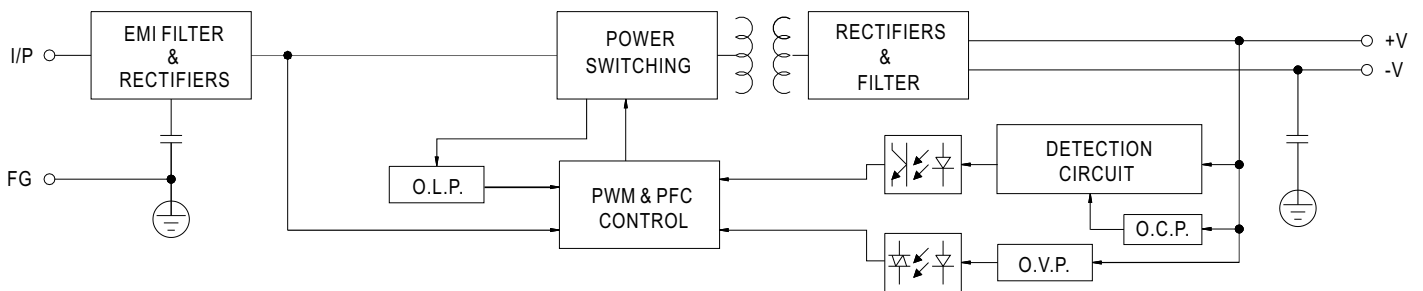 I/P
EMI FILTER
&
RECTIFIERS
POWER
SWITCHING
RECTIFIERS
&
FILTER
+V
-V
FG
O.L.P.
PWM & PFC
CONTROL
DETECTION
CIRCUIT
O.C.P.
O.V.P.